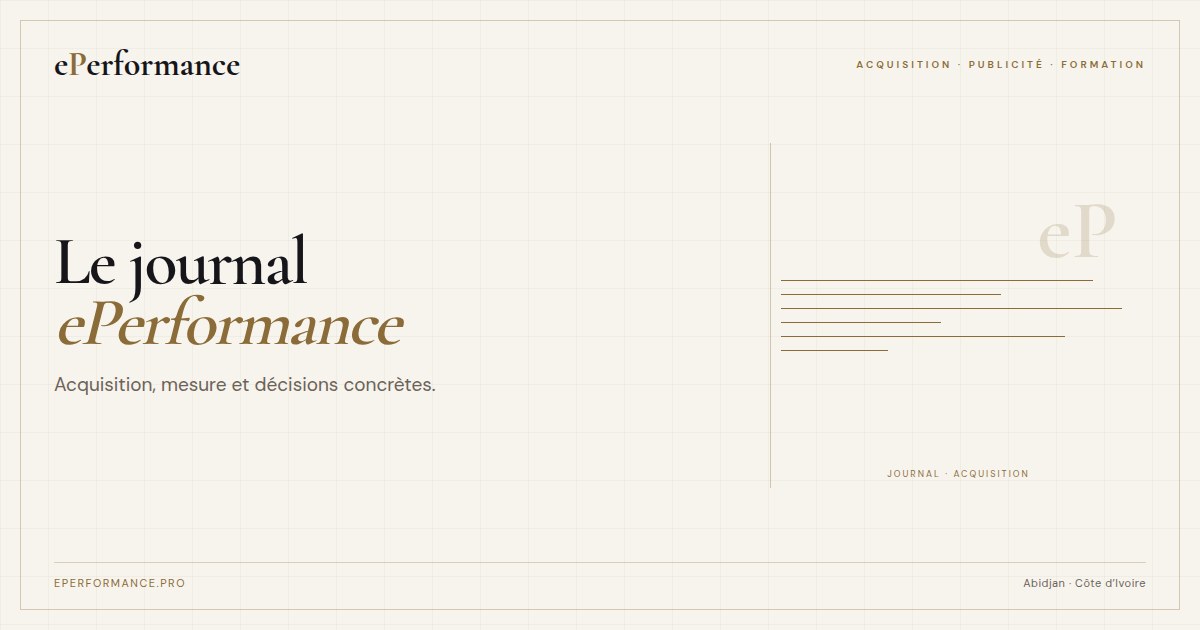 ePerformance
ACQUISITION · PUBLICITÉ · FORMATION
Le journal
ePerformance
Acquisition, mesure et décisions concrètes.
eP
JOURNAL · ACQUISITION
EPERFORMANCE.PRO
Abidjan · Côte d'Ivoire